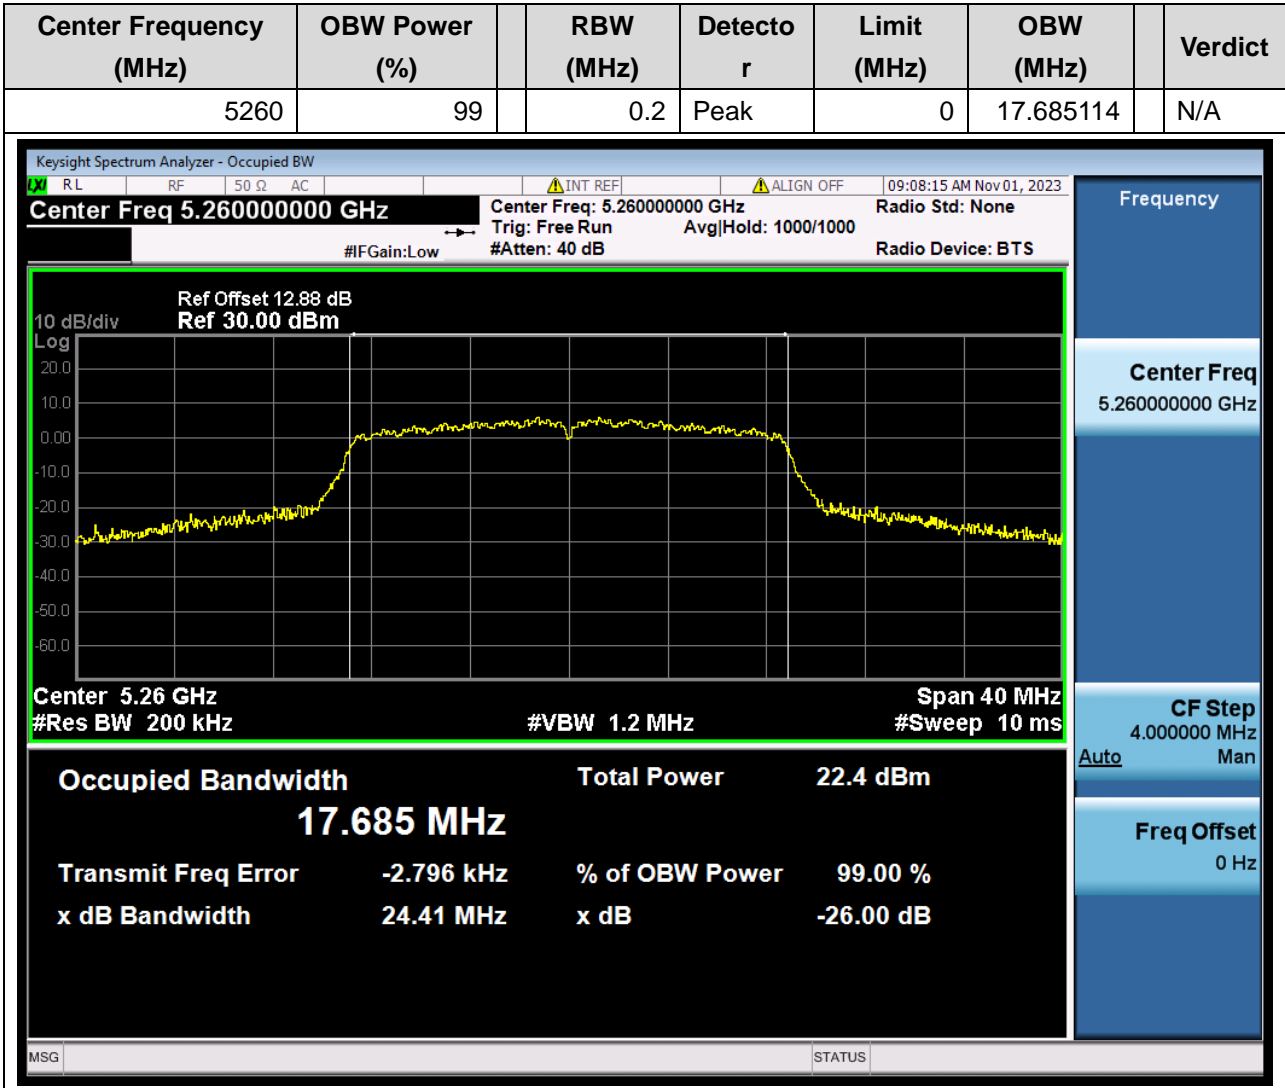 Center Frequency (MHz) OBW Power (%) RBW (MHz) Detector Limit (MHz) OBW (MHz) Verdict
5260 99 0.2 Peak 0 17.685114 N/A
Keysight Spectrum Analyzer - Occupied BW
LXI RL RF 50 Ω AC INT REF ALIGN OFF 09:08:15 AM Nov 01, 2023
Center Freq 5.260000000 GHz
Center Freq: 5.260000000 GHz Radio Std: None
Trig: Free Run Avg|Hold: 1000/1000
#IFGain:Low #Atten: 40 dB Radio Device: BTS
Ref Offset 12.88 dB
10 dB/div Ref 30.00 dBm
Log
20.0
10.0
0.00
-10.0
-20.0
-30.0
-40.0
-50.0
-60.0
Center 5.26 GHz Span 40 MHz
#Res BW 200 kHz #VBW 1.2 MHz #Sweep 10 ms
Occupied Bandwidth Total Power 22.4 dBm
17.685 MHz
Transmit Freq Error -2.796 kHz % of OBW Power 99.00 %
x dB Bandwidth 24.41 MHz x dB -26.00 dB
Frequency
Center Freq
5.260000000 GHz
CF Step
4.000000 MHz
Auto Man
Freq Offset
0 Hz
MSG STATUS